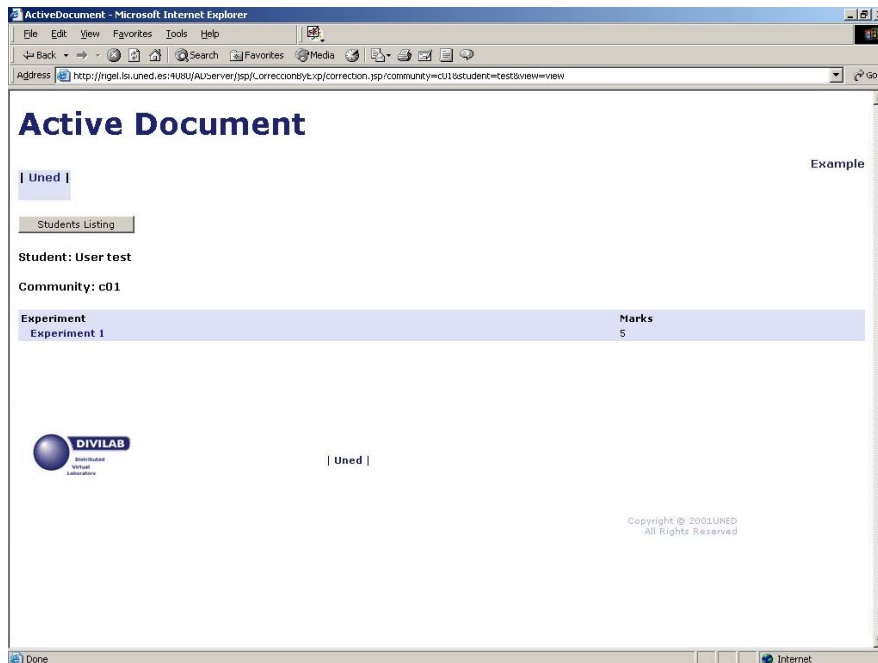 ActiveDocument - Microsoft Internet Explorer
File Edit View Favorites Tools Help
Back Search Favorites Media
Address http://rigel.lsi.uned.es:4080/ADServer/jsp/CorreccionByExp/correction.jsp?community=c01&student=test&view=view Go
Active Document
Example
| Uned |
Students Listing
Student: User test
Community: c01
Experiment Marks
Experiment 1 5
DIVILAB
Distributed
Virtual
Laboratory
| Uned |
Copyright © 2001UNED
All Rights Reserved
Done Internet